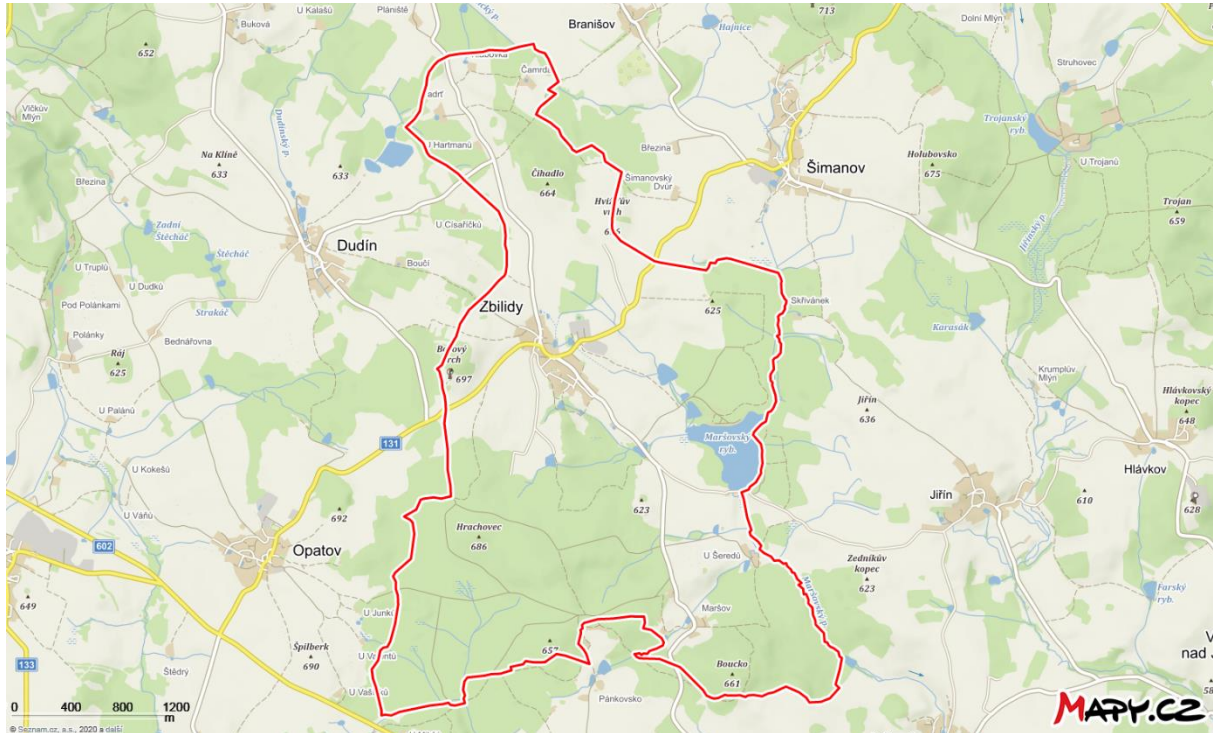 U Kalašů
Plániště
Branišov
713
Hajnice
Dolní Mlýn
Buková
652
Struhovec
Čamrda
Vlčkův
Mlýn
Dudínský p.
Trojanský
ryb.
U Hartmanů
Březina
Na Klíně
633
633
Čihadlo
664
Šimanovský
Dvůr
Šimanov
Holubovsko
675
U Trojanů
Trojan
659
Březina
Zadní
Štěcháč
U Císaříčků
Jiřínský p.
Dudín
Štěcháč
Boučí
U Truplů
U Dudků
Pod Polánkami
Strakáč
Zbilidy
625
Skřivánek
Karasák
Polánky
Bednářovna
Ráj
625
697
Krumplův
Mlýn
Hlávkovský
kopec
648
U Palánů
Jiřín
636
131
Maršovský
ryb.
U Kokešů
Hlávkov
Jiřín
610
628
U Váňů
692
623
602
Opatov
Hrachovec
686
U Šeredů
Zedníkův
kopec
623
Maršovský p.
Farský
ryb.
649
Maršov
Špilberk
690
Boucko
661
133
Štědrý
Pánkovsko
nad
0 400 800 1200
m
© Seznam.cz, a.s., 2020 a další
MAPY.CZ